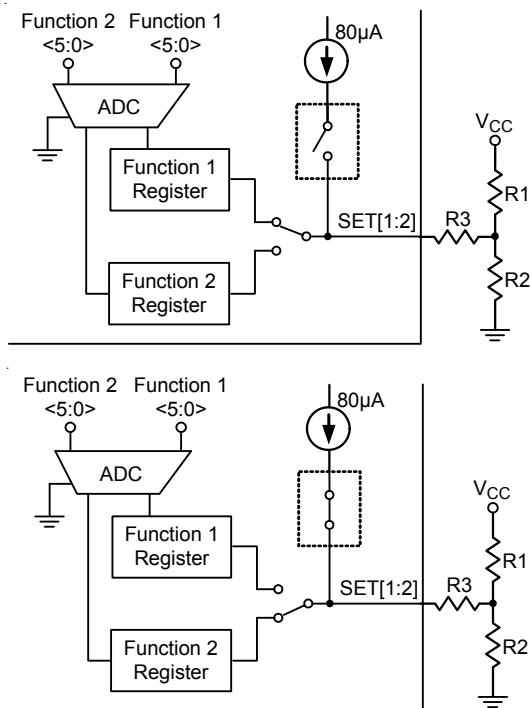 Function 2 Function 1
<5:0> <5:0>
80µA
ADC
VCC
Function 1
Register
R1
SET[1:2]
R3
Function 2
Register
R2
Function 2 Function 1
<5:0> <5:0>
80µA
ADC
VCC
Function 1
Register
R1
SET[1:2]
R3
Function 2
Register
R2